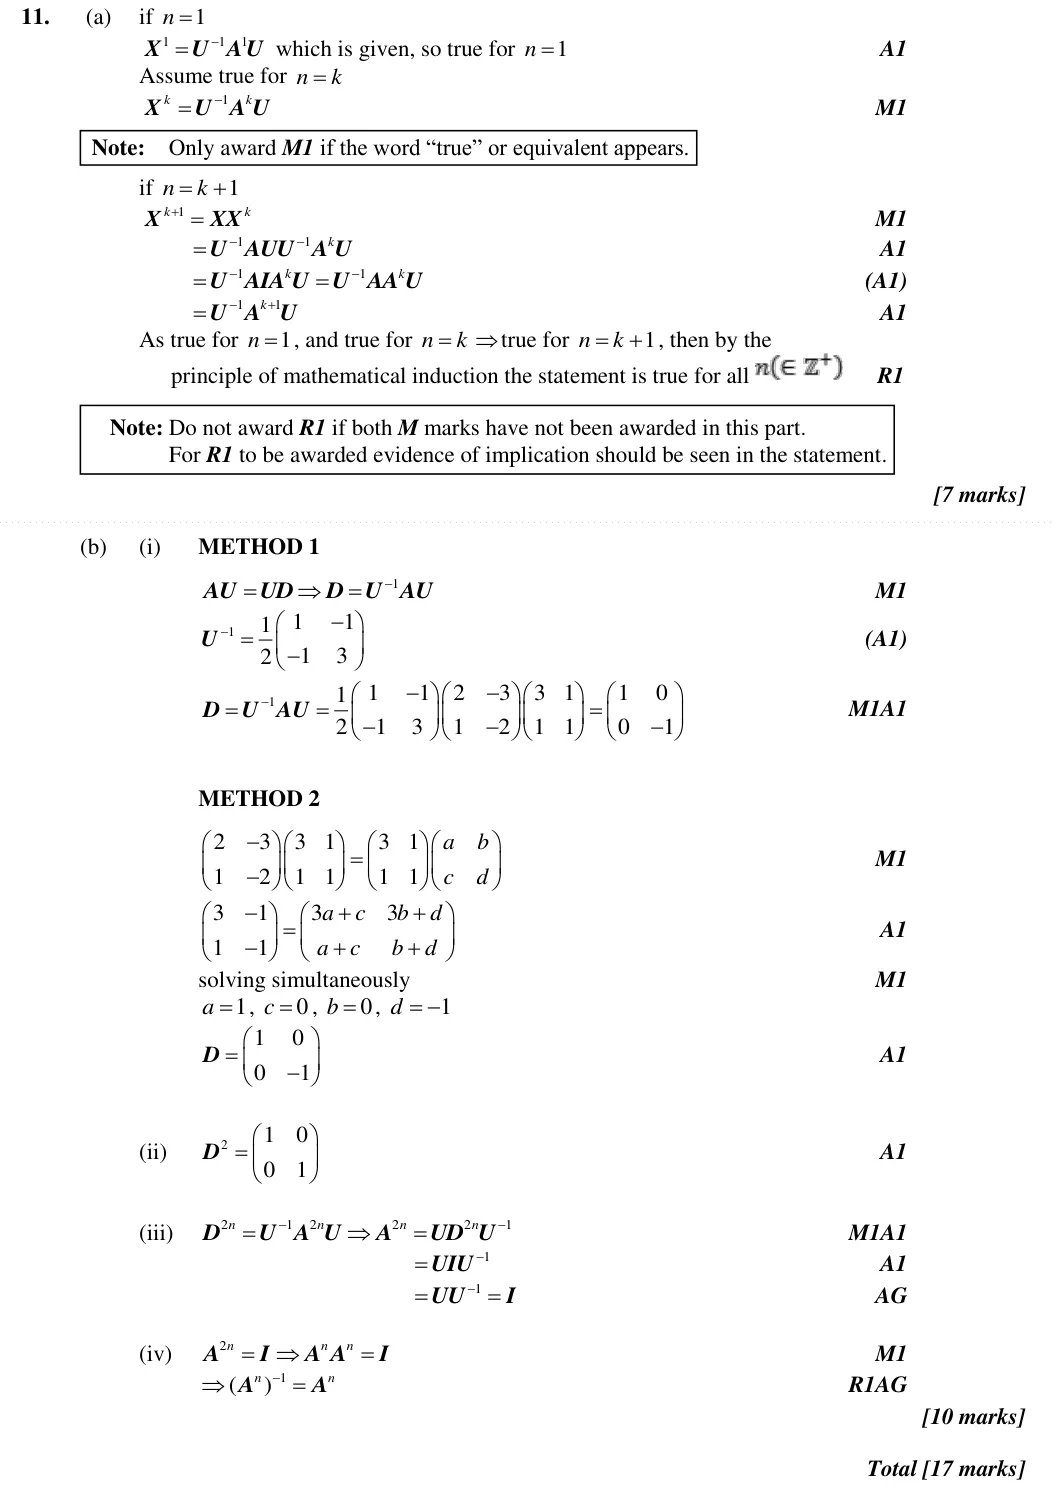 11. (a) if n = 1
X¹ = U⁻¹A¹U which is given, so true for n = 1 A1
Assume true for n = k
Xᵏ = U⁻¹AᵏU M1
Note: Only award M1 if the word “true” or equivalent appears.
if n = k + 1
Xᵏ⁺¹ = XXᵏ M1
= U⁻¹AUU⁻¹AᵏU A1
= U⁻¹AIAᵏU = U⁻¹AAᵏU (A1)
= U⁻¹Aᵏ⁺¹U A1
As true for n = 1, and true for n = k ⇒ true for n = k + 1, then by the
principle of mathematical induction the statement is true for all n(∈ ℤ⁺) R1
Note: Do not award R1 if both M marks have not been awarded in this part.
For R1 to be awarded evidence of implication should be seen in the statement.
[7 marks]
(b) (i) METHOD 1
AU = UD ⇒ D = U⁻¹AU M1
U⁻¹ = 1/2 (1 −1; −1 3) (A1)
D = U⁻¹AU = 1/2 (1 −1; −1 3)(2 −3; 1 −2)(3 1; 1 1) = (1 0; 0 −1) M1A1
METHOD 2
(2 −3; 1 −2)(3 1; 1 1) = (3 1; 1 1)(a b; c d) M1
(3 −1; 1 −1) = (3a + c 3b + d; a + c b + d) A1
solving simultaneously M1
a = 1, c = 0, b = 0, d = −1
D = (1 0; 0 −1) A1
(ii) D² = (1 0; 0 1) A1
(iii) D²ⁿ = U⁻¹A²ⁿU ⇒ A²ⁿ = UD²ⁿU⁻¹ M1A1
= UIU⁻¹ A1
= UU⁻¹ = I AG
(iv) A²ⁿ = I ⇒ AⁿAⁿ = I M1
⇒ (Aⁿ)⁻¹ = Aⁿ R1AG
[10 marks]
Total [17 marks]